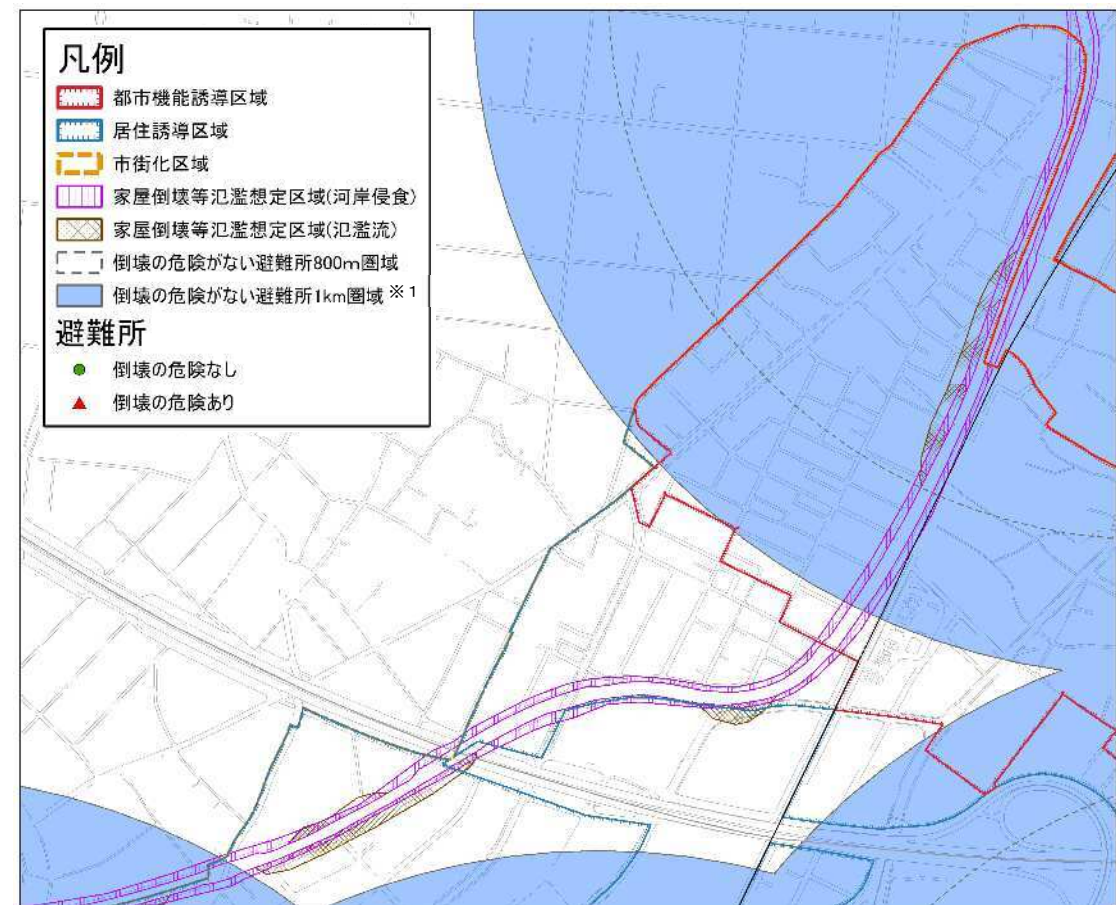 凡例
都市機能誘導区域
居住誘導区域
市街化区域
家屋倒壊等氾濫想定区域(河岸侵食)
家屋倒壊等氾濫想定区域(氾濫流)
倒壊の危険がない避難所800m圏域
倒壊の危険がない避難所1km圏域 ※1
避難所
倒壊の危険なし
倒壊の危険あり